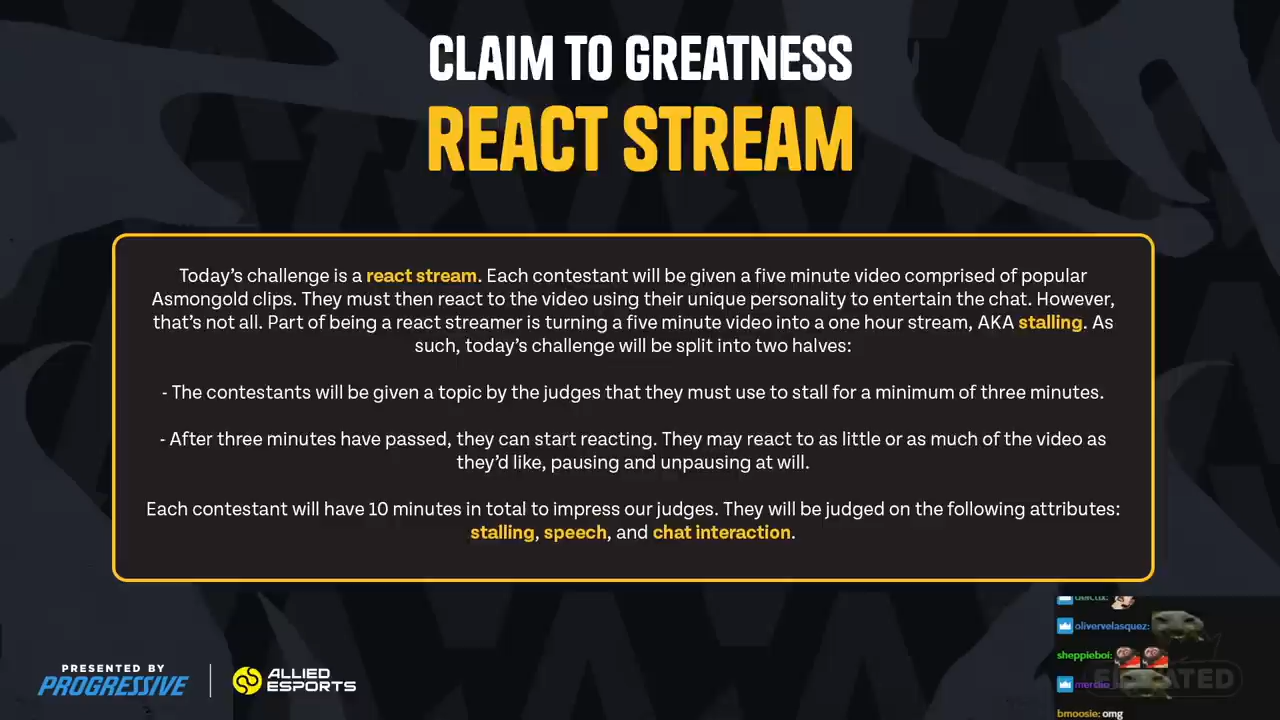 CLAIM TO GREATNESS
REACT STREAM
Today's challenge is a react stream. Each contestant will be given a five minute video comprised of popular
Asmongold clips. They must then react to the video using their unique personality to entertain the chat. However,
that's not all. Part of being a react streamer is turning a five minute video into a one hour stream, AKA stalling. As
such, today's challenge will be split into two halves:
- The contestants will be given a topic by the judges that they must use to stall for a minimum of three minutes.
- After three minutes have passed, they can start reacting. They may react to as little or as much of the video as
they'd like, pausing and unpausing at will.
Each contestant will have 10 minutes in total to impress our judges. They will be judged on the following attributes:
stalling, speech, and chat interaction.
PRESENTED BY
PROGRESSIVE
ALLIED
ESPORTS
olivervelasquez:
sheppieboi:
bmoosie: omg